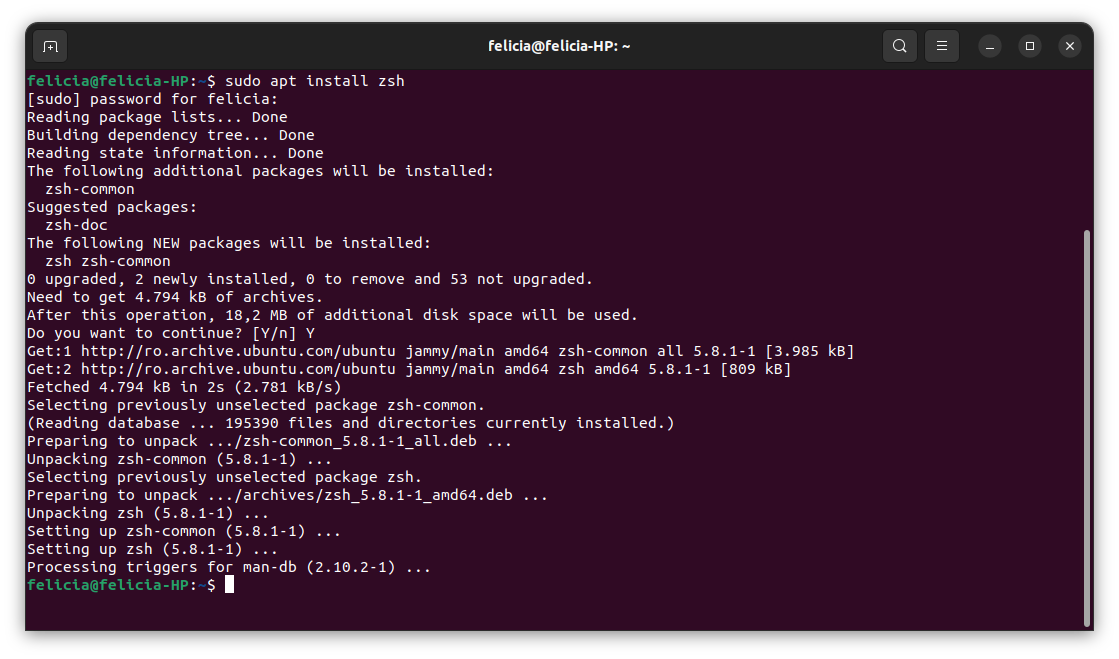 felicia@felicia-HP: ~
felicia@felicia-HP:~$ sudo apt install zsh
[sudo] password for felicia:
Reading package lists... Done
Building dependency tree... Done
Reading state information... Done
The following additional packages will be installed:
  zsh-common
Suggested packages:
  zsh-doc
The following NEW packages will be installed:
  zsh zsh-common
0 upgraded, 2 newly installed, 0 to remove and 53 not upgraded.
Need to get 4.794 kB of archives.
After this operation, 18,2 MB of additional disk space will be used.
Do you want to continue? [Y/n] Y
Get:1 http://ro.archive.ubuntu.com/ubuntu jammy/main amd64 zsh-common all 5.8.1-1 [3.985 kB]
Get:2 http://ro.archive.ubuntu.com/ubuntu jammy/main amd64 zsh amd64 5.8.1-1 [809 kB]
Fetched 4.794 kB in 2s (2.781 kB/s)
Selecting previously unselected package zsh-common.
(Reading database ... 195390 files and directories currently installed.)
Preparing to unpack .../zsh-common_5.8.1-1_all.deb ...
Unpacking zsh-common (5.8.1-1) ...
Selecting previously unselected package zsh.
Preparing to unpack .../archives/zsh_5.8.1-1_amd64.deb ...
Unpacking zsh (5.8.1-1) ...
Setting up zsh-common (5.8.1-1) ...
Setting up zsh (5.8.1-1) ...
Processing triggers for man-db (2.10.2-1) ...
felicia@felicia-HP:~$